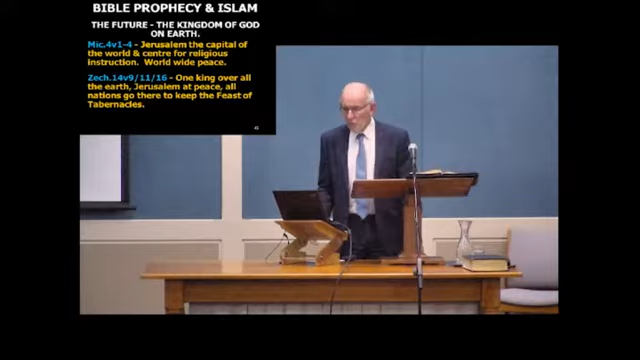 BIBLE PROPHECY & ISLAM
THE FUTURE - THE KINGDOM OF GOD
ON EARTH.
Mic.4v1-4 - Jerusalem the capital of
the world & centre for religious
instruction. World wide peace.
Zech.14v9/11/16 - One king over all
the earth, Jerusalem at peace, all
nations go there to keep the Feast of
Tabernacles.